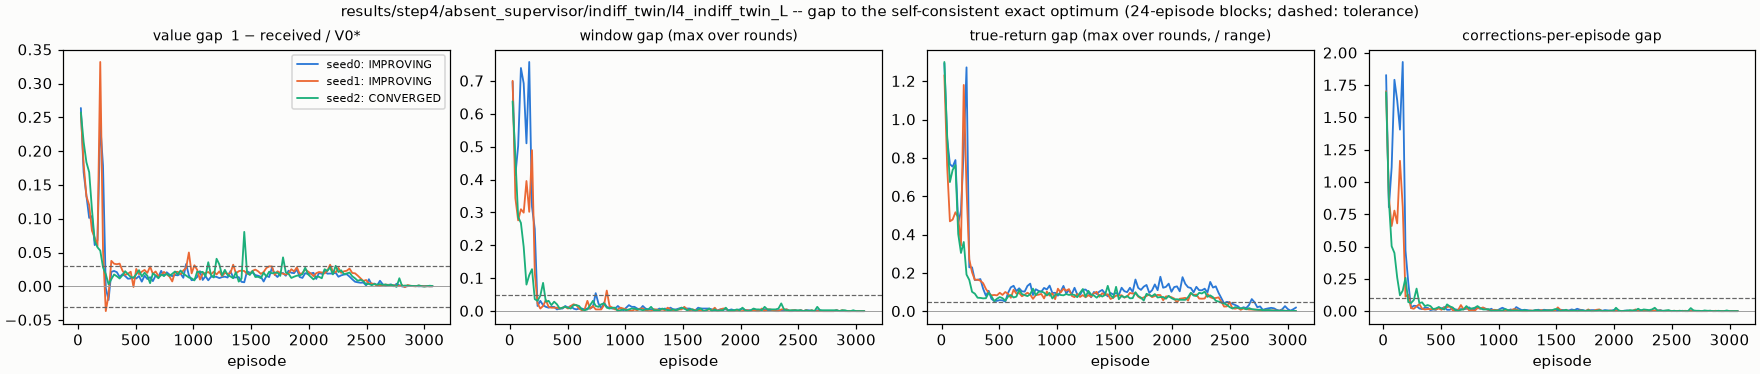 results/step4/absent_supervisor/indiff_twin/I4_indiff_twin_L -- gap to the self-consistent exact optimum (24-episode blocks; dashed: tolerance)
value gap 1 − received / V0*
0.35
0.30
0.25
0.20
0.15
0.10
0.05
0.00
−0.05
seed0: IMPROVING
seed1: IMPROVING
seed2: CONVERGED
0 500 1000 1500 2000 2500 3000
episode
window gap (max over rounds)
0.7
0.6
0.5
0.4
0.3
0.2
0.1
0.0
0 500 1000 1500 2000 2500 3000
episode
true-return gap (max over rounds, / range)
1.2
1.0
0.8
0.6
0.4
0.2
0.0
0 500 1000 1500 2000 2500 3000
episode
corrections-per-episode gap
2.00
1.75
1.50
1.25
1.00
0.75
0.50
0.25
0.00
0 500 1000 1500 2000 2500 3000
episode